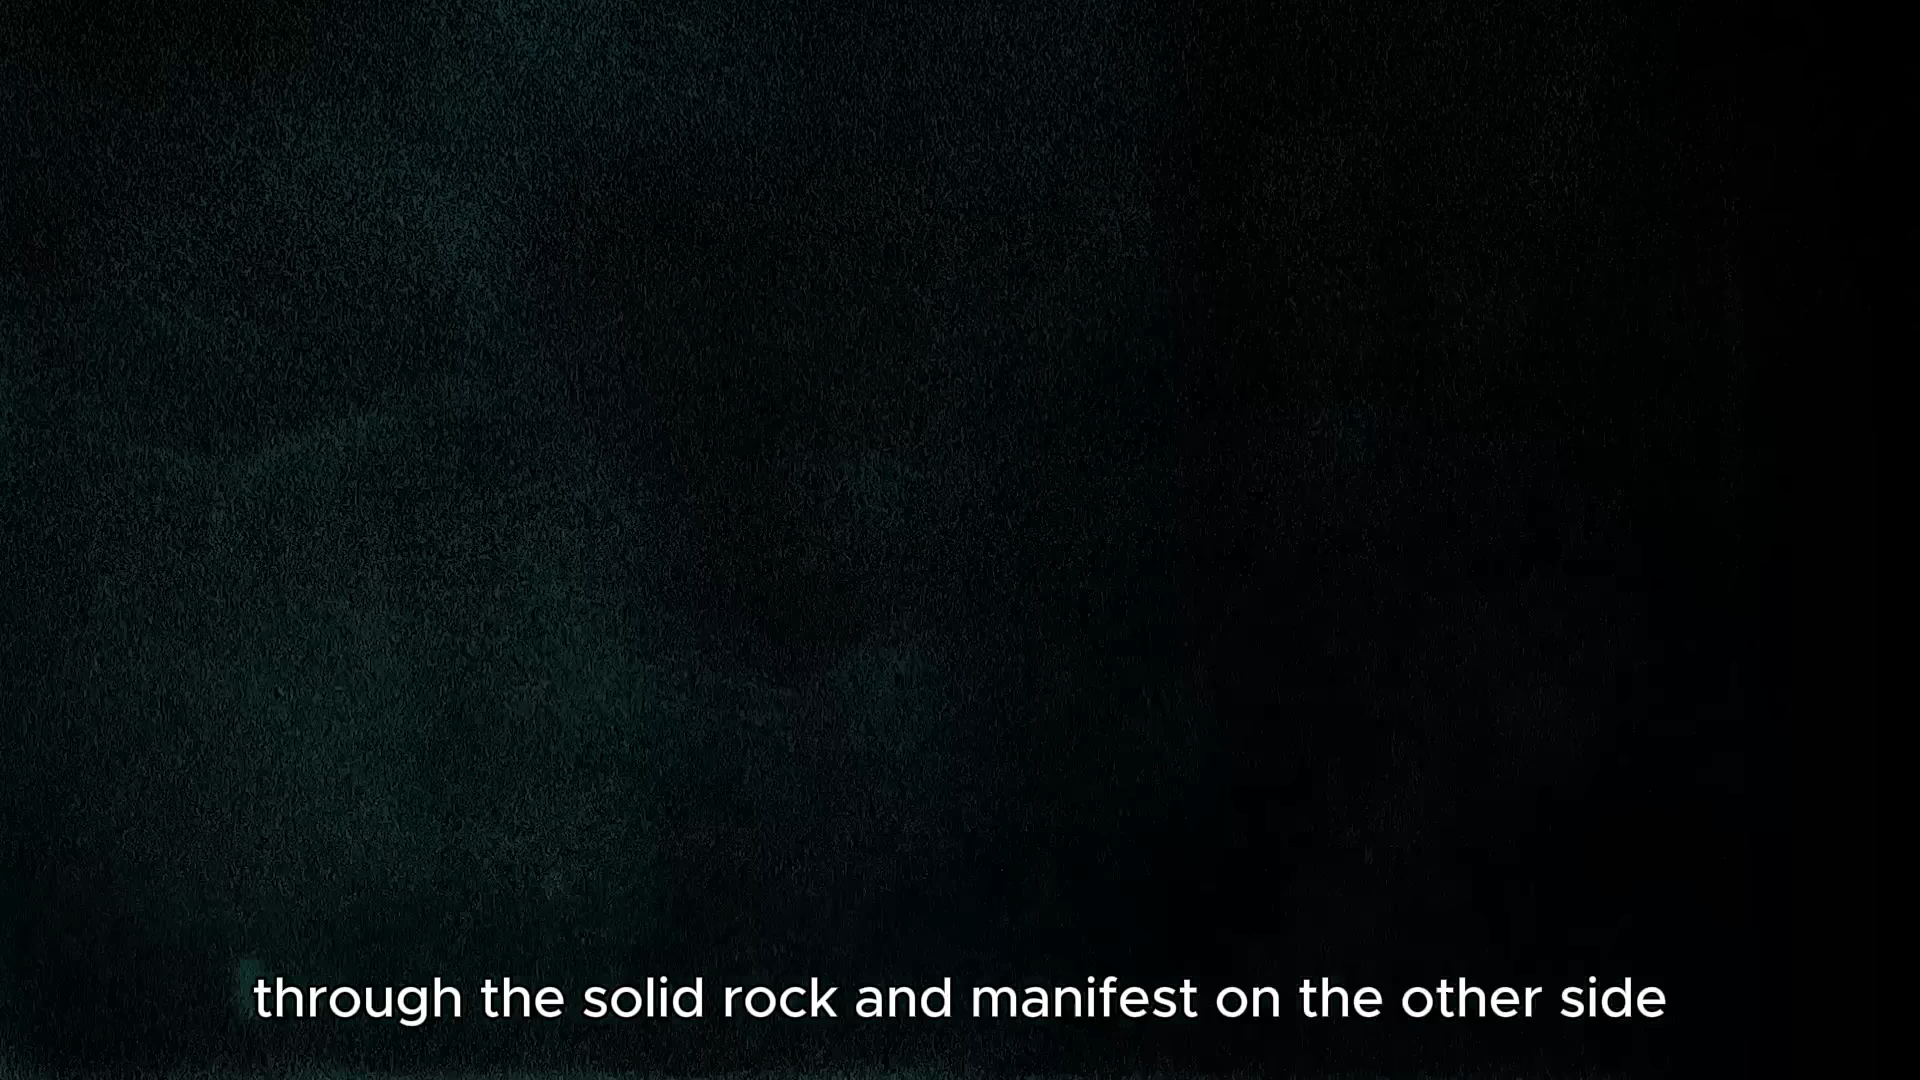 through the solid rock and manifest on the other side